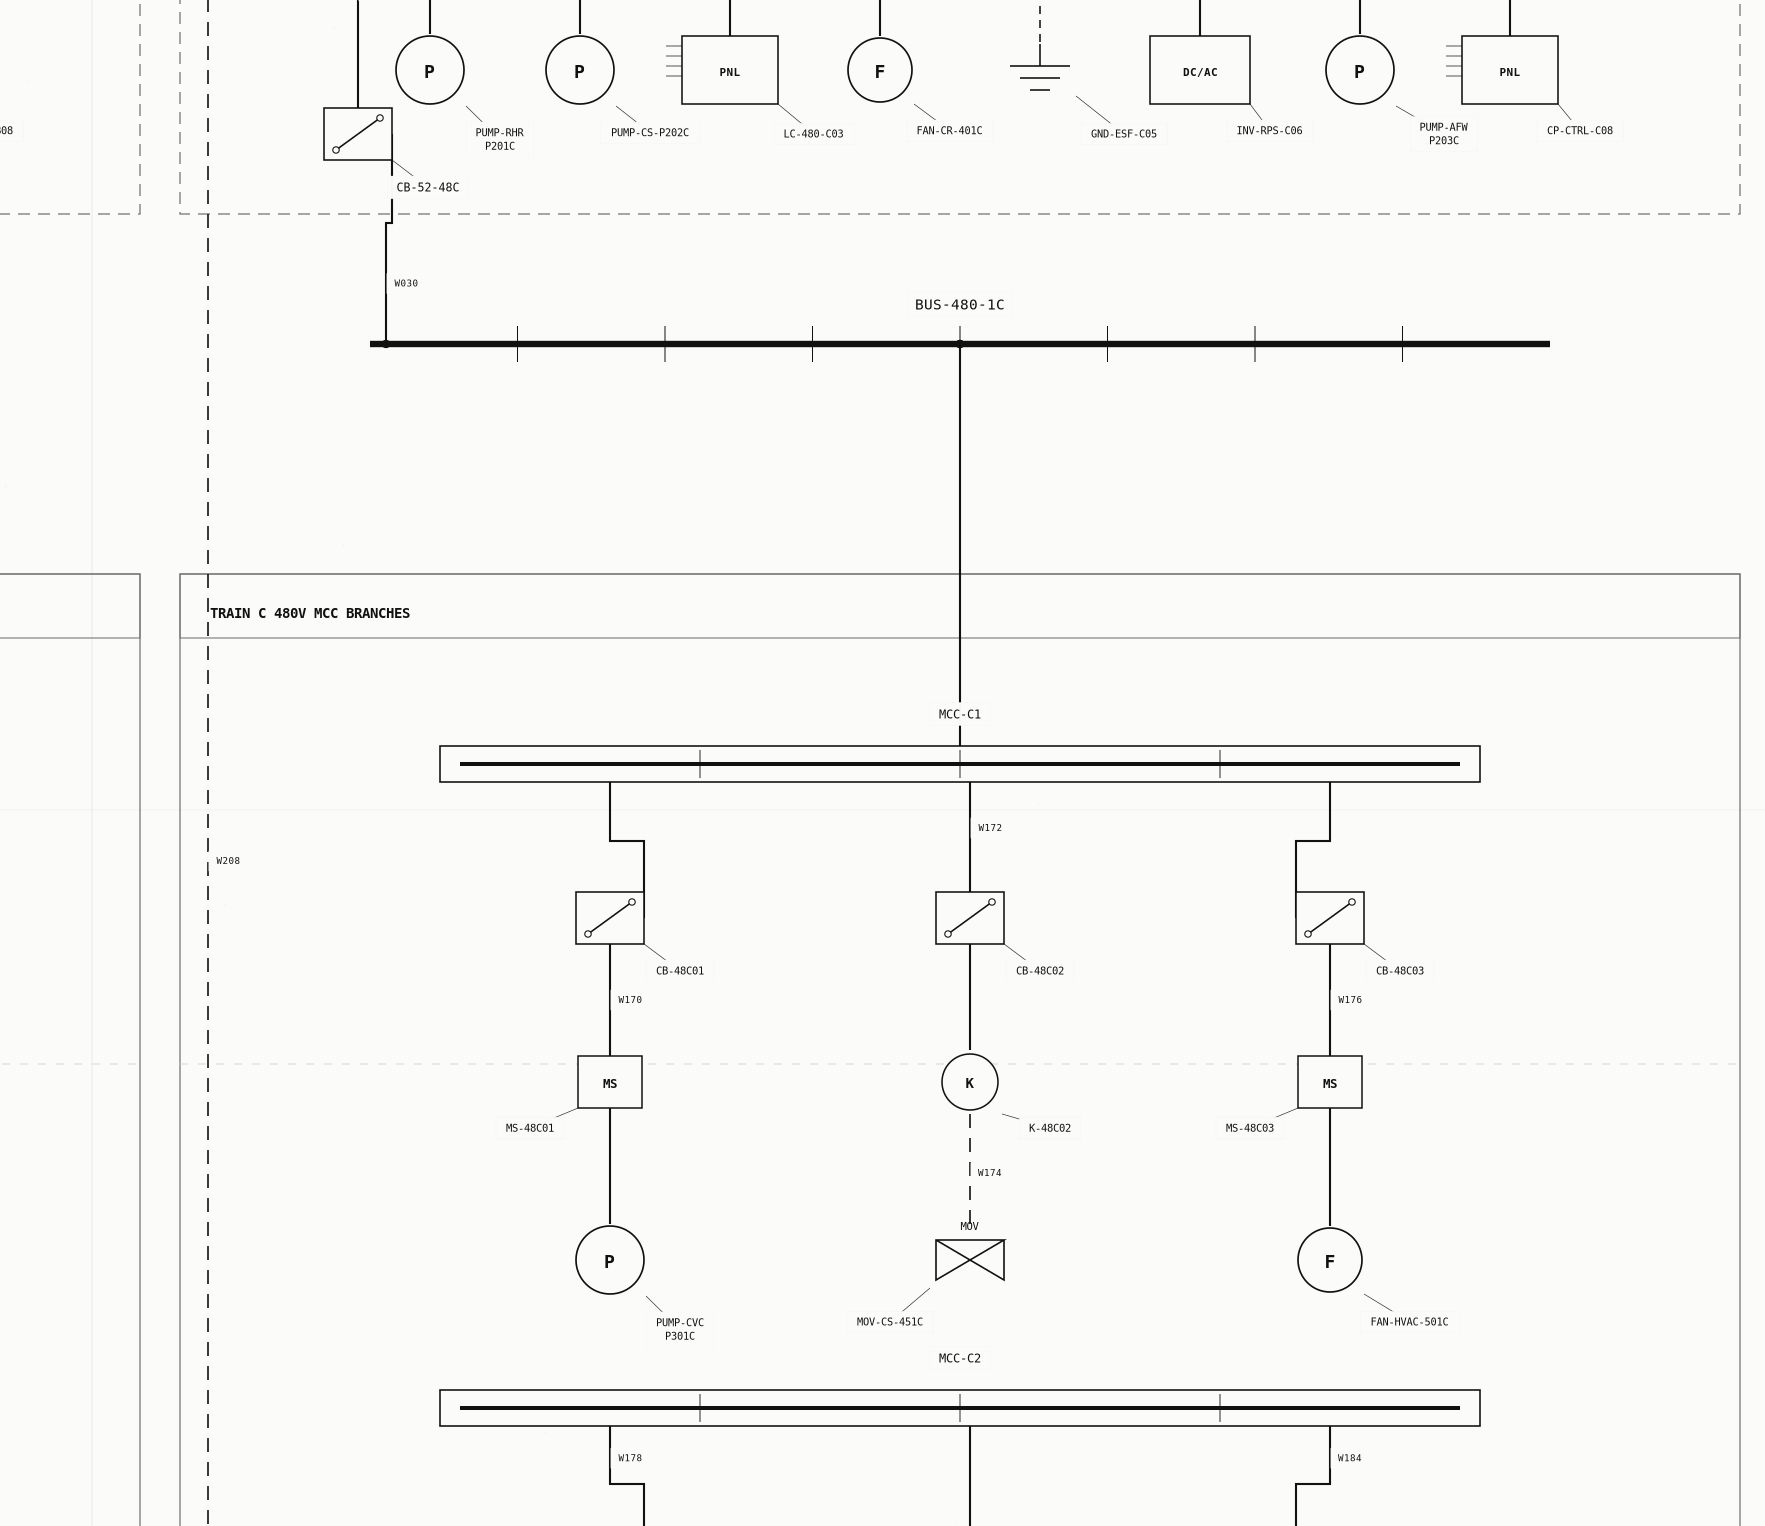 P
P
PNL
F
DC/AC
P
PNL
08
PUMP-RHR
P201C
PUMP-CS-P202C
LC-480-C03
FAN-CR-401C
GND-ESF-C05
INV-RPS-C06
PUMP-AFW
P203C
CP-CTRL-C08
CB-52-48C
W030
BUS-480-1C
TRAIN C 480V MCC BRANCHES
MCC-C1
W172
W208
CB-48C01
CB-48C02
CB-48C03
W170
W176
MS
K
MS
MS-48C01
K-48C02
MS-48C03
W174
MOV
P
F
PUMP-CVC
P301C
MOV-CS-451C
FAN-HVAC-501C
MCC-C2
W178
W184